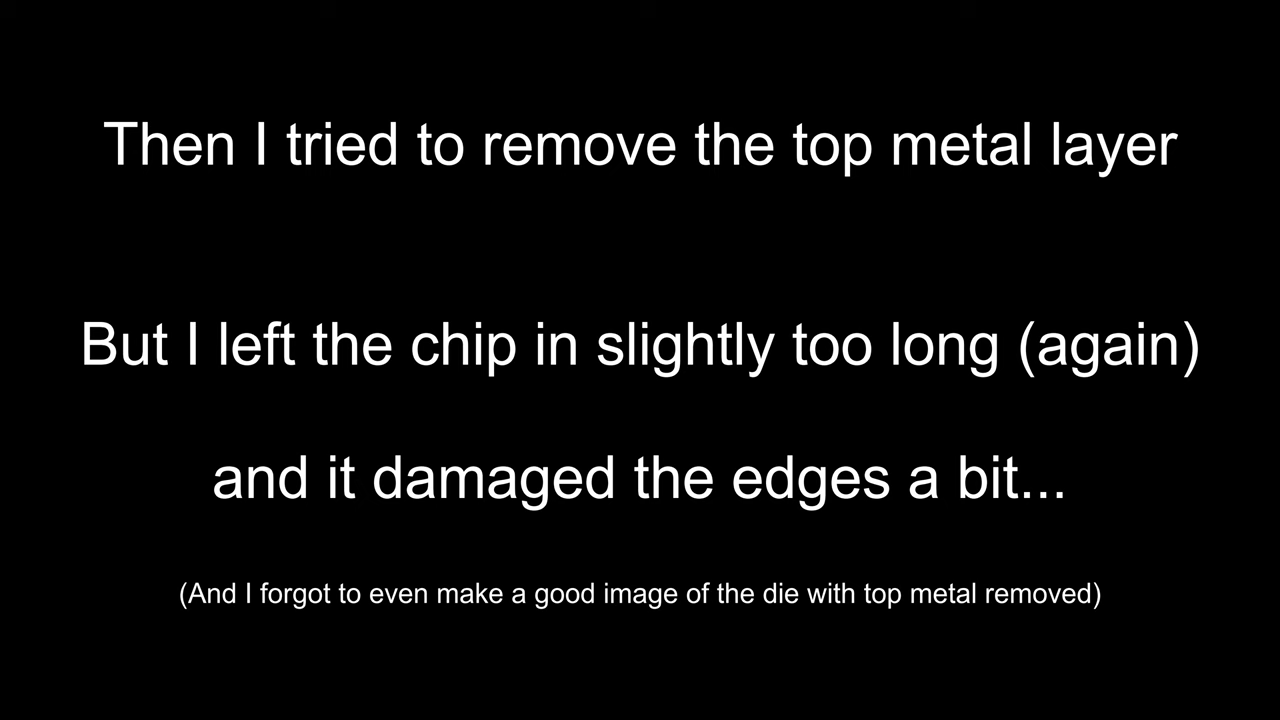 Then I tried to remove the top metal layer
But I left the chip in slightly too long (again)
and it damaged the edges a bit...
(And I forgot to even make a good image of the die with top metal removed)